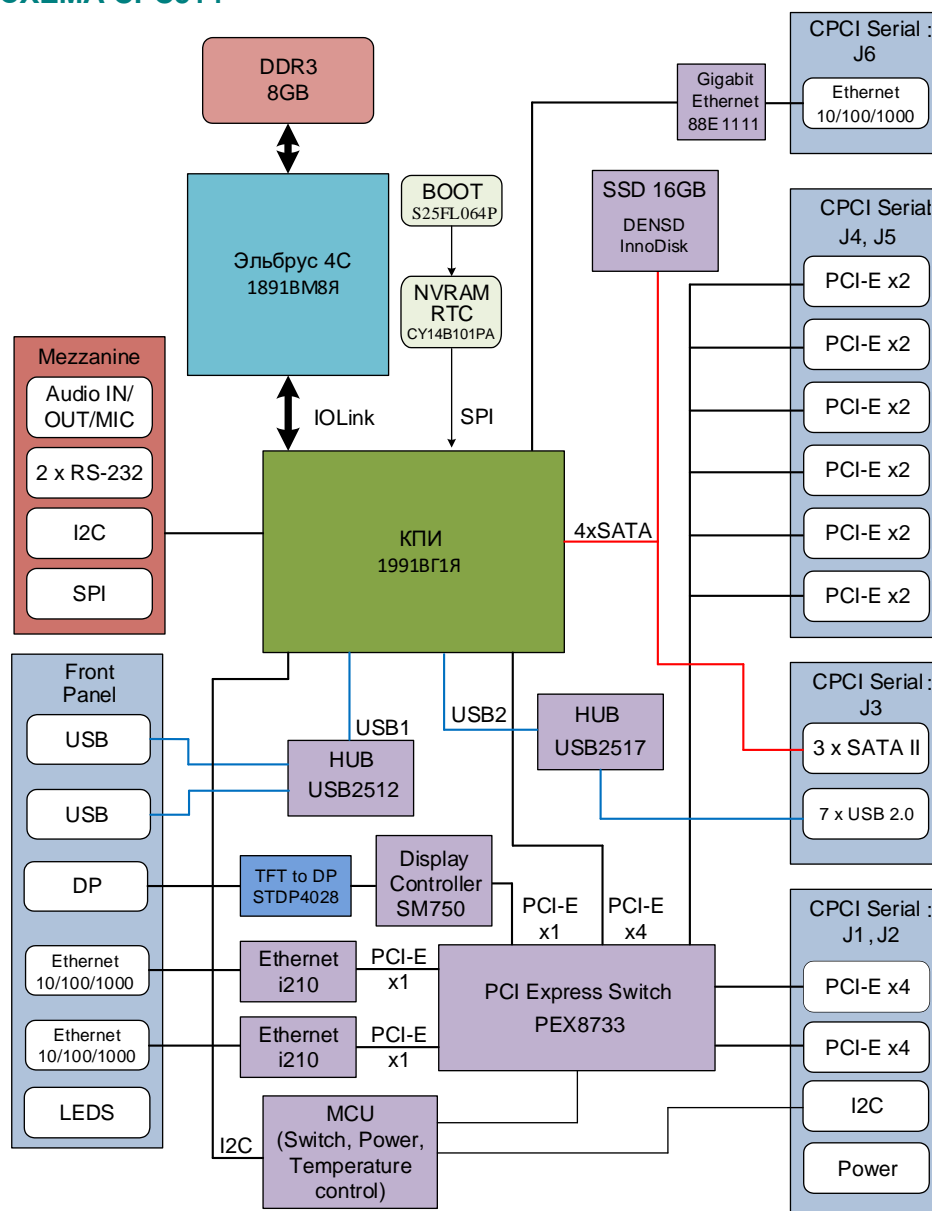 DDR3
8GB
CPCI Serial :
J6
Gigabit
Ethernet
88E1111
Ethernet
10/100/1000
Эльбрус 4С
1891ВМ8Я
BOOT
S25FL064P
NVRAM
RTC
CY14B101PA
SSD 16GB
DENSD
InnoDisk
J4, J5
PCI-E x2
PCI-E x2
PCI-E x2
PCI-E x2
PCI-E x2
PCI-E x2
Mezzanine
Audio IN/
OUT/MIC
2 x RS-232
I2C
SPI
IOLink
SPI
КПИ
1991ВГ1Я
4xSATA
Front
Panel
USB
USB
DP
Ethernet
10/100/1000
Ethernet
10/100/1000
LEDS
USB1
HUB
USB2512
USB2
HUB
USB2517
CPCI Serial :
J3
3 x SATA II
7 x USB 2.0
TFT to DP
STDP4028
Display
Controller
SM750
PCI-E
x1
PCI-E
x4
Ethernet
i210
PCI-E
x1
Ethernet
i210
PCI-E
x1
PCI Express Switch
PEX8733
CPCI Serial :
J1 , J2
PCI-E x4
PCI-E x4
I2C
Power
I2C
MCU
(Switch, Power,
Temperature
control)